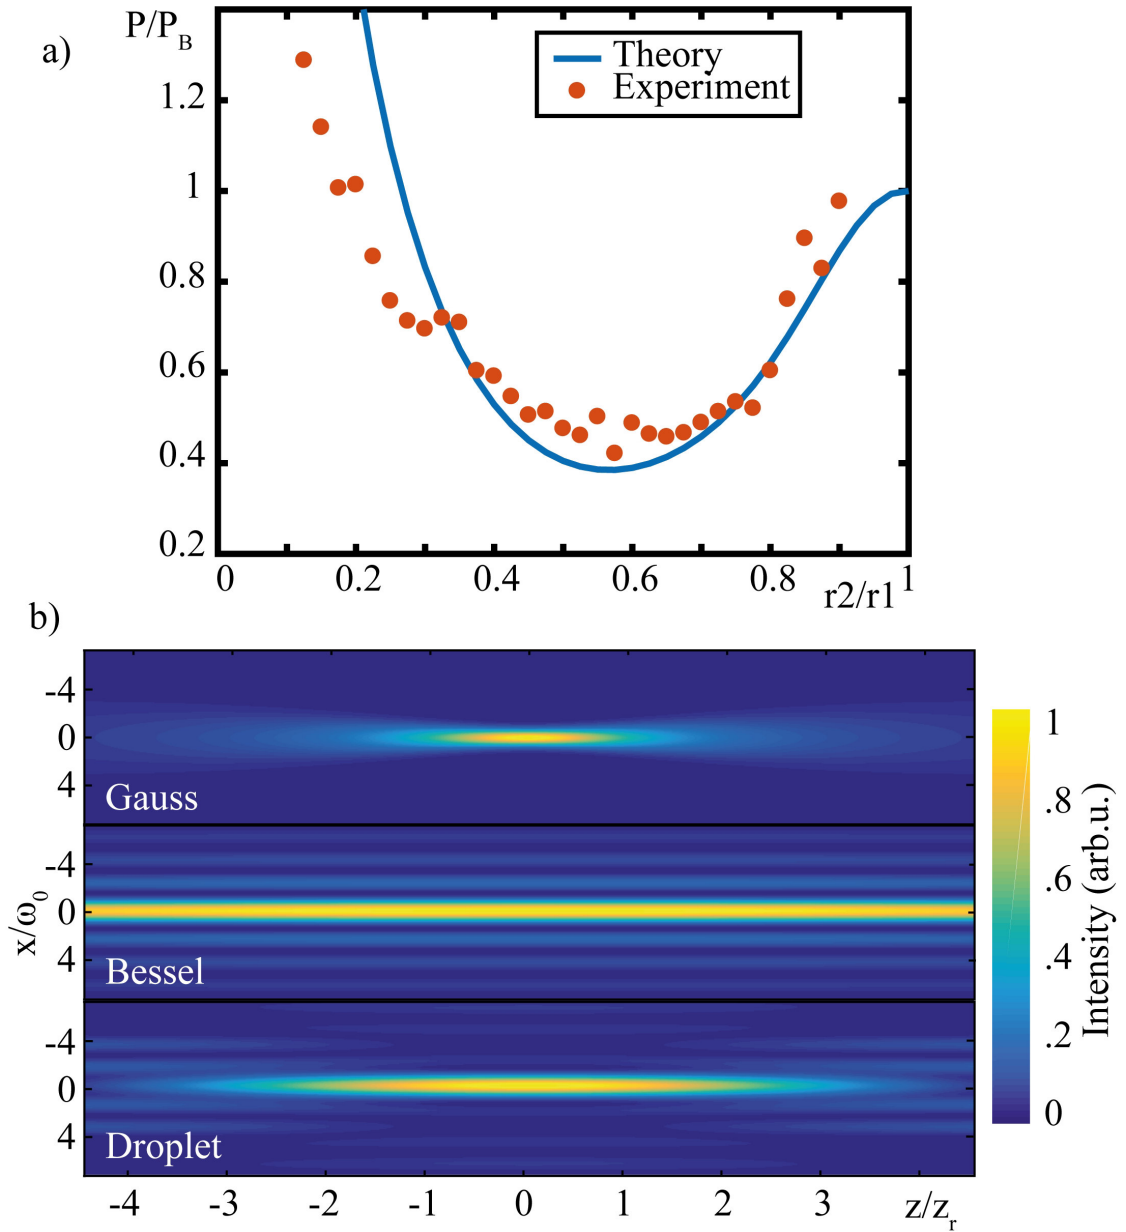 a)
P/P_B
Theory
Experiment
1.2
1
0.8
0.6
0.4
0.2
0 0.2 0.4 0.6 0.8 1
r2/r1
b)
-4
0
4
Gauss
-4
0
4
Bessel
-4
0
4
Droplet
x/ω_0
-4 -3 -2 -1 0 1 2 3 z/z_r
1
.8
.6
.4
.2
0
Intensity (arb.u.)